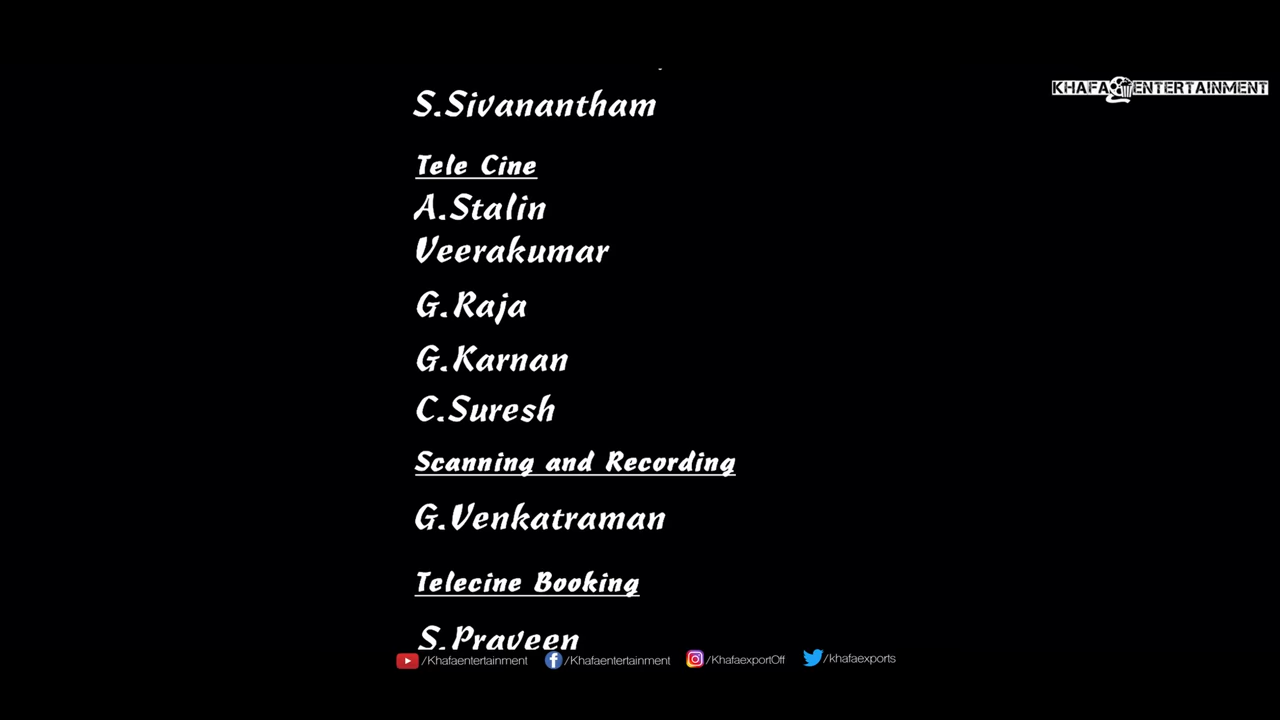 KHAFA ENTERTAINMENT
S.Sivanantham
Tele Cine
A.Stalin
Veerakumar
G.Raja
G.Karnan
C.Suresh
Scanning and Recording
G.Venkatraman
Telecine Booking
S.Praveen
/Khafaentertainment /Khafaentertainment /KhafaexportOff /khafaexports